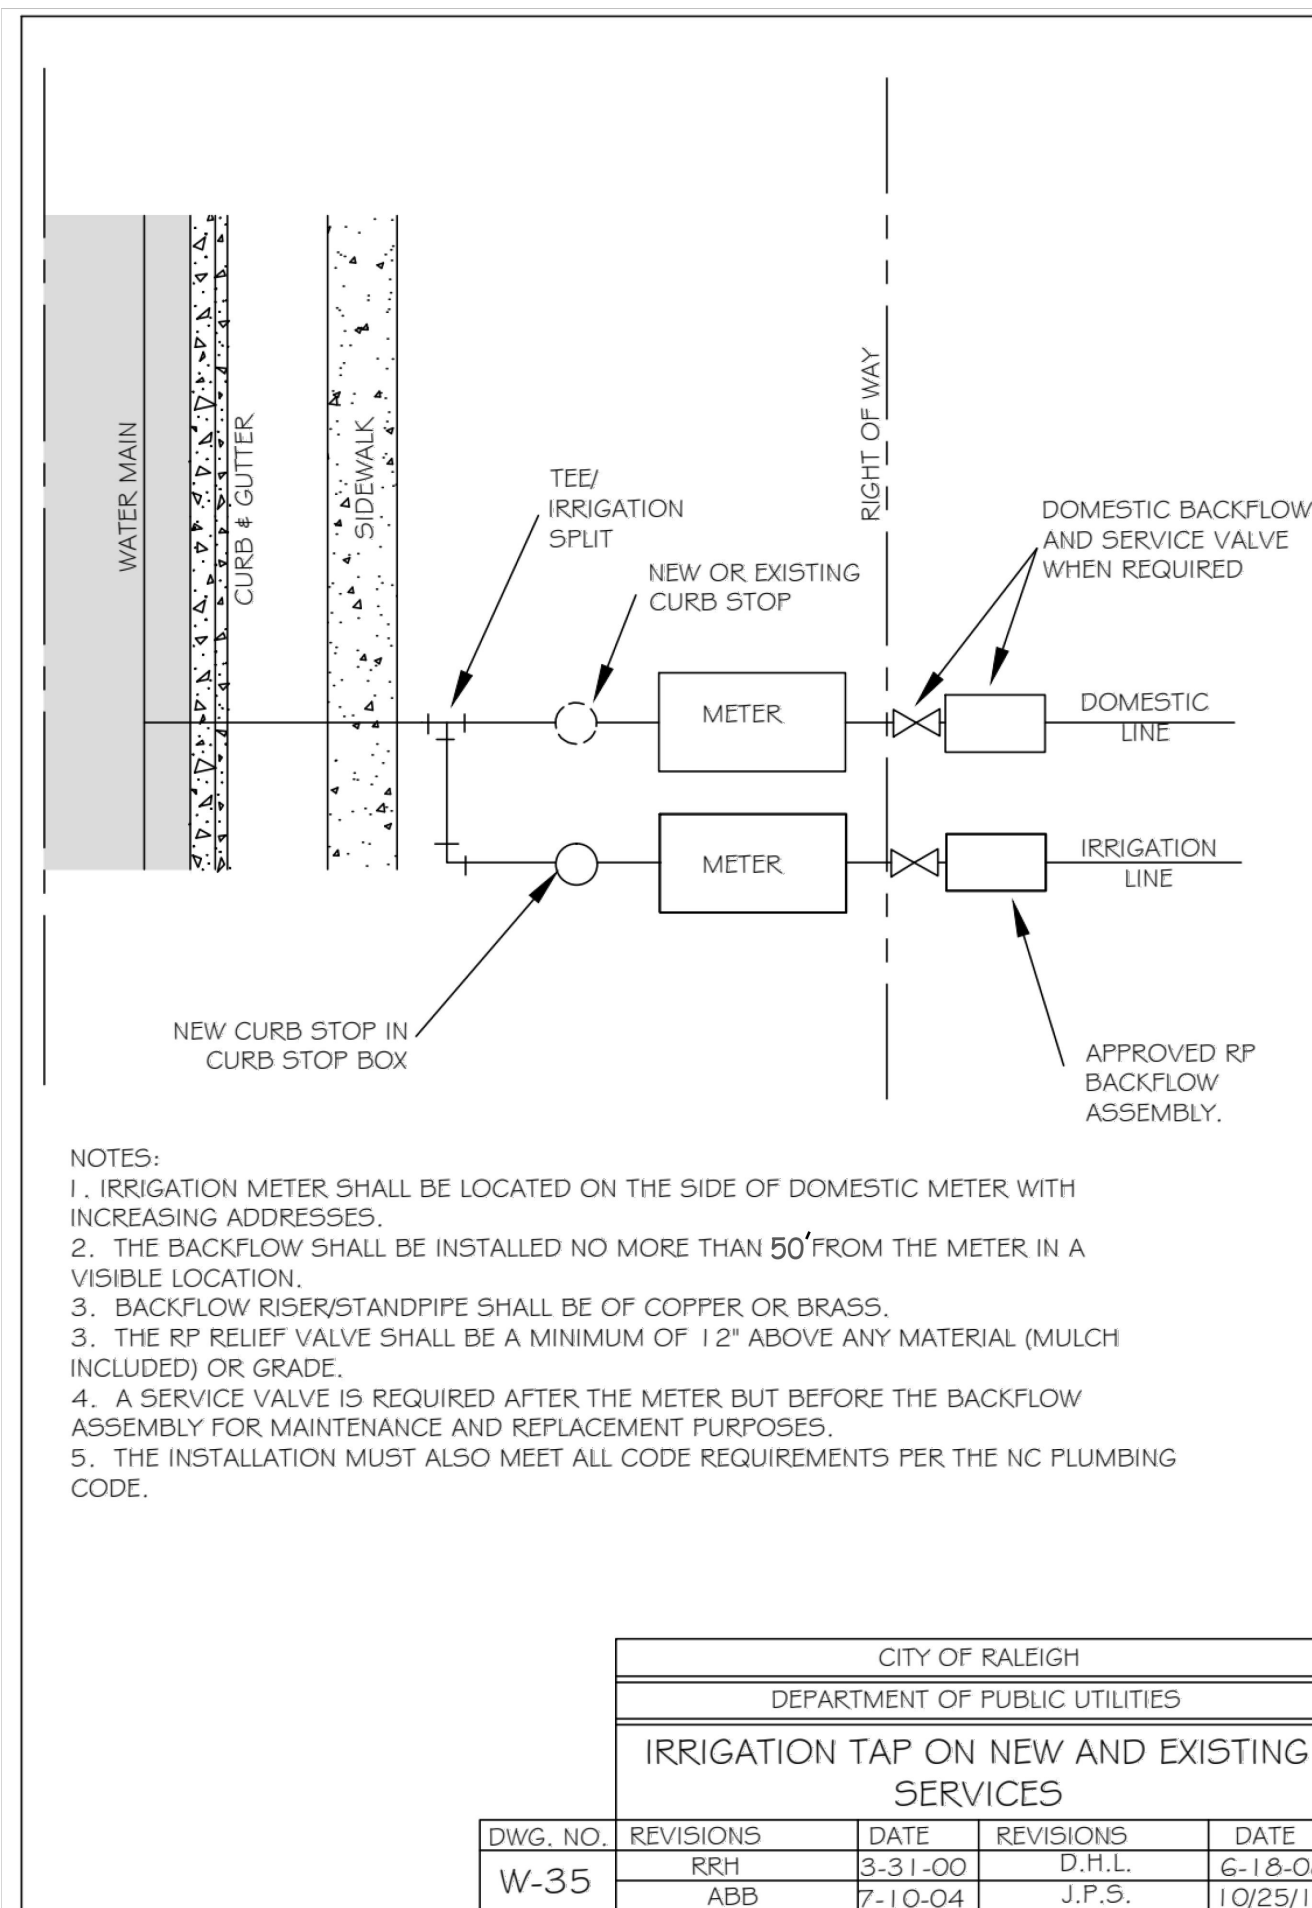 WATER MAIN
CURB & GUTTER
SIDEWALK
RIGHT OF WAY
TEE/
IRRIGATION
SPLIT
NEW OR EXISTING
CURB STOP
DOMESTIC BACKFLOW
AND SERVICE VALVE
WHEN REQUIRED
METER
DOMESTIC
LINE
METER
IRRIGATION
LINE
NEW CURB STOP IN
CURB STOP BOX
APPROVED RP
BACKFLOW
ASSEMBLY.
NOTES:
1. IRRIGATION METER SHALL BE LOCATED ON THE SIDE OF DOMESTIC METER WITH
INCREASING ADDRESSES.
2. THE BACKFLOW SHALL BE INSTALLED NO MORE THAN 50' FROM THE METER IN A
VISIBLE LOCATION.
3. BACKFLOW RISER/STANDPIPE SHALL BE OF COPPER OR BRASS.
3. THE RP RELIEF VALVE SHALL BE A MINIMUM OF 12" ABOVE ANY MATERIAL (MULCH
INCLUDED) OR GRADE.
4. A SERVICE VALVE IS REQUIRED AFTER THE METER BUT BEFORE THE BACKFLOW
ASSEMBLY FOR MAINTENANCE AND REPLACEMENT PURPOSES.
5. THE INSTALLATION MUST ALSO MEET ALL CODE REQUIREMENTS PER THE NC PLUMBING
CODE.
CITY OF RALEIGH
DEPARTMENT OF PUBLIC UTILITIES
IRRIGATION TAP ON NEW AND EXISTING
SERVICES
DWG. NO. REVISIONS DATE REVISIONS DATE
W-35
RRH 3-31-00 D.H.L.
ABB 7-10-04 J.P.S.